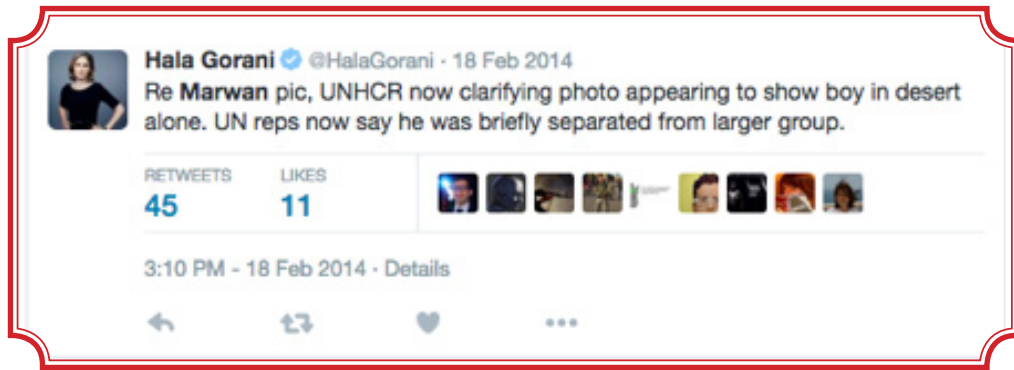 Hala Gorani @HalaGorani · 18 Feb 2014
Re Marwan pic, UNHCR now clarifying photo appearing to show boy in desert
alone. UN reps now say he was briefly separated from larger group.
RETWEETS LIKES
45 11
3:10 PM - 18 Feb 2014 · Details